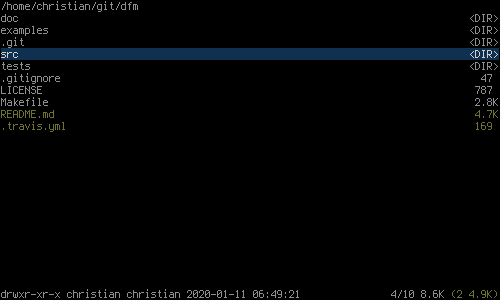 /home/christian/git/dfm
doc <DIR>
examples <DIR>
.git <DIR>
src <DIR>
tests <DIR>
.gitignore 47
LICENSE 787
Makefile 2.8K
README.md 4.7K
.travis.yml 169
drwxr-xr-x christian christian 2020-01-11 06:49:21 4/10 8.6K (2 4.9K)